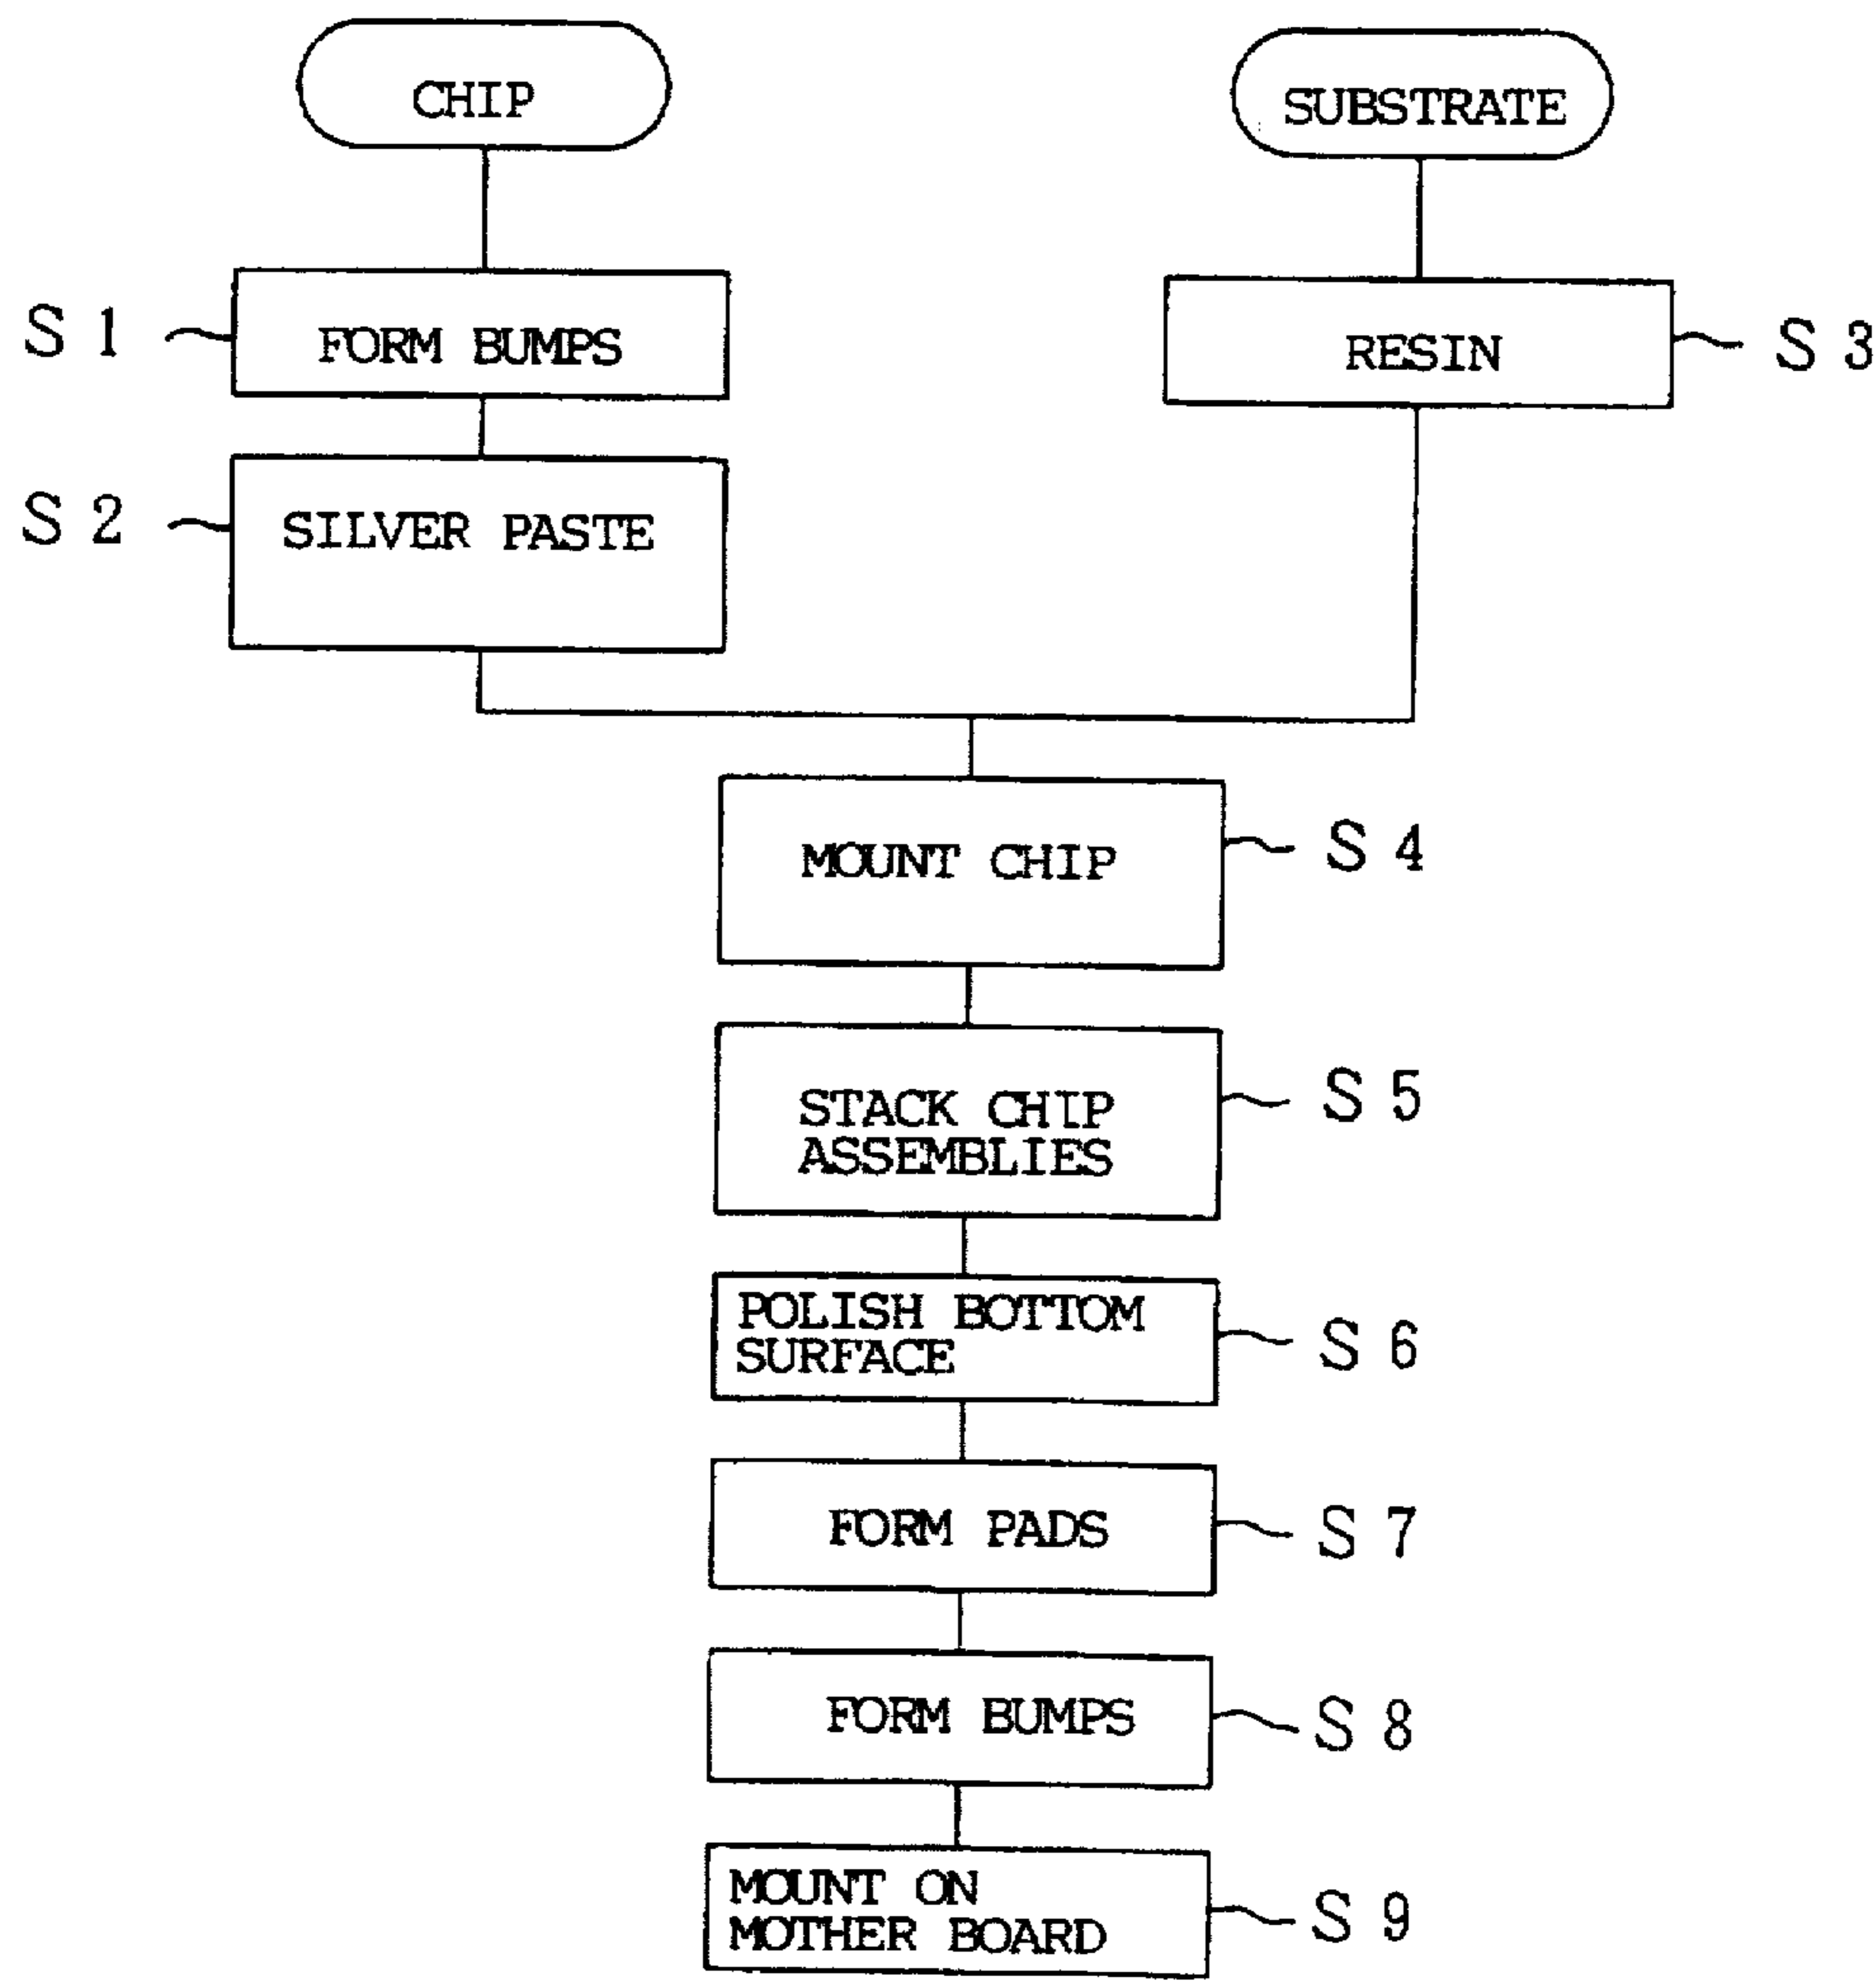 CHIP
SUBSTRATE
S 1
FORM BUMPS
RESIN
S 3
S 2
SILVER PASTE
MOUNT CHIP
S 4
STACK CHIP
ASSEMBLIES
S 5
POLISH BOTTOM
SURFACE
S 6
FORM PADS
S 7
FORM BUMPS
S 8
MOUNT ON
MOTHER BOARD
S 9